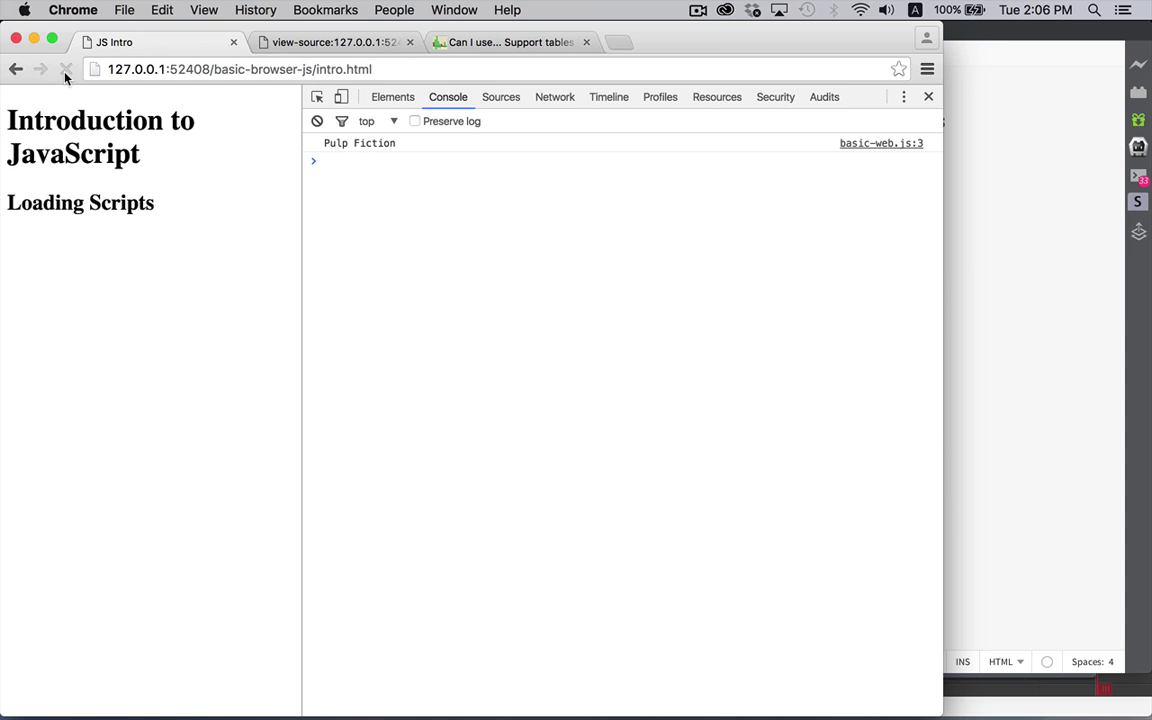 Chrome File Edit View History Bookmarks People Window Help A 100% Tue 2:06 PM
JS Intro view-source:127.0.0.1:524 Can I use... Support tables
127.0.0.1:52408/basic-browser-js/intro.html
Introduction to
JavaScript
Loading Scripts
Elements Console Sources Network Timeline Profiles Resources Security Audits
top Preserve log
Pulp Fiction basic-web.js:3
33
S
INS HTML Spaces: 4